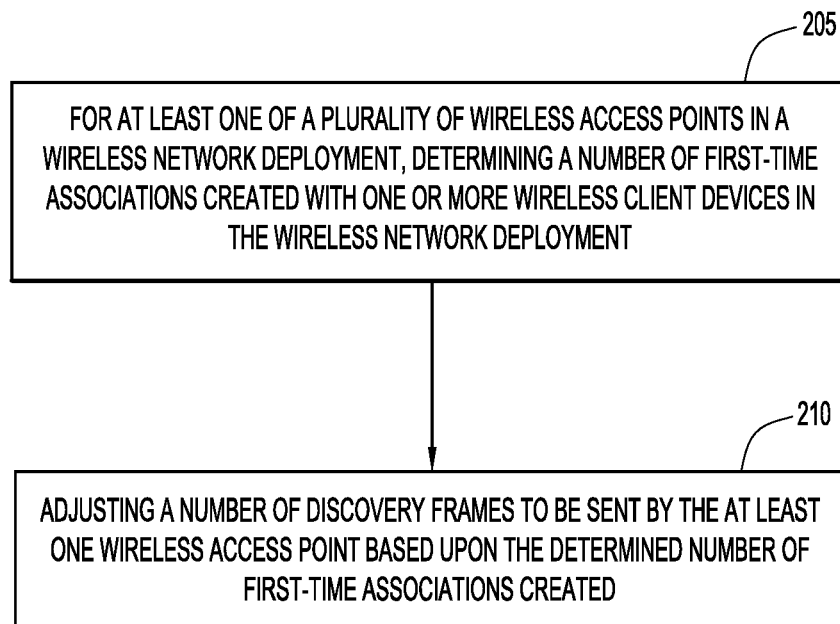 205
FOR AT LEAST ONE OF A PLURALITY OF WIRELESS ACCESS POINTS IN A
WIRELESS NETWORK DEPLOYMENT, DETERMINING A NUMBER OF FIRST-TIME
ASSOCIATIONS CREATED WITH ONE OR MORE WIRELESS CLIENT DEVICES IN
THE WIRELESS NETWORK DEPLOYMENT
210
ADJUSTING A NUMBER OF DISCOVERY FRAMES TO BE SENT BY THE AT LEAST
ONE WIRELESS ACCESS POINT BASED UPON THE DETERMINED NUMBER OF
FIRST-TIME ASSOCIATIONS CREATED